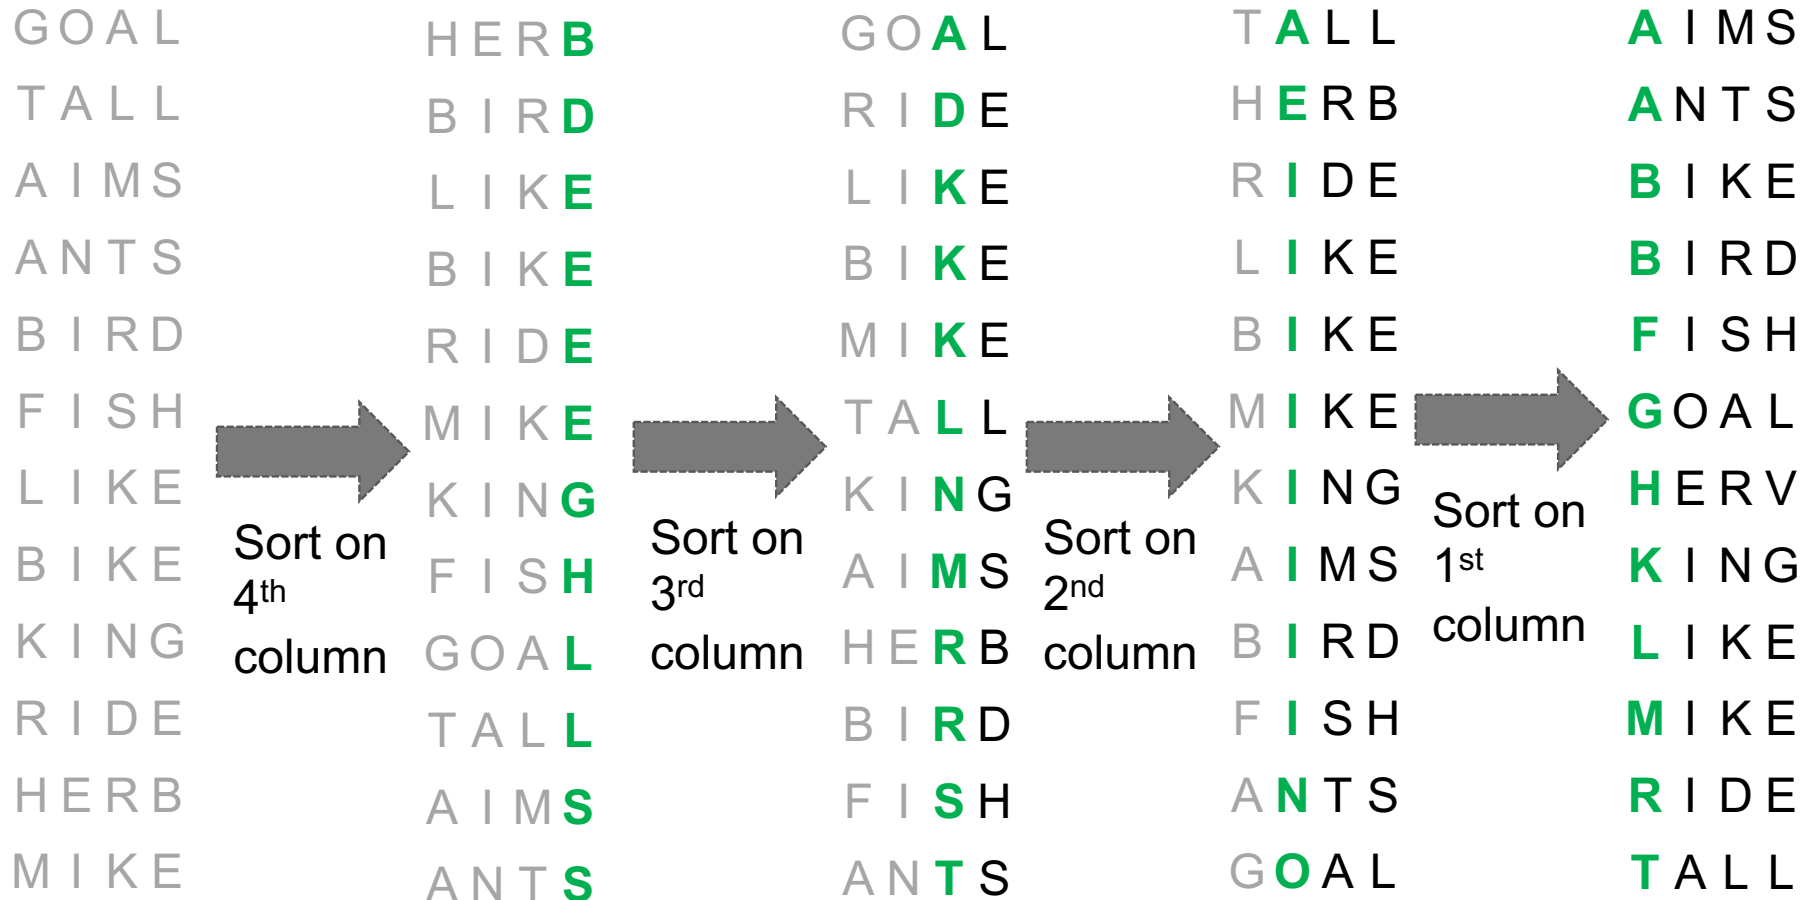 GOAL
TALL
AIMS
ANTS
BIRD
FISH
LIKE
BIKE
KING
RIDE
HERB
MIKE
Sort on
4th
column
HERB
BIRD
LIKE
BIKE
RIDE
MIKE
KING
FISH
GOAL
TALL
AIMS
ANTS
Sort on
3rd
column
GOAL
RIDE
LIKE
BIKE
MIKE
TALL
KING
AIMS
HERB
BIRD
FISH
ANTS
Sort on
2nd
column
TALL
HERB
RIDE
LIKE
BIKE
MIKE
KING
AIMS
BIRD
FISH
ANTS
GOAL
Sort on
1st
column
AIMS
ANTS
BIKE
BIRD
FISH
GOAL
HERV
KING
LIKE
MIKE
RIDE
TALL